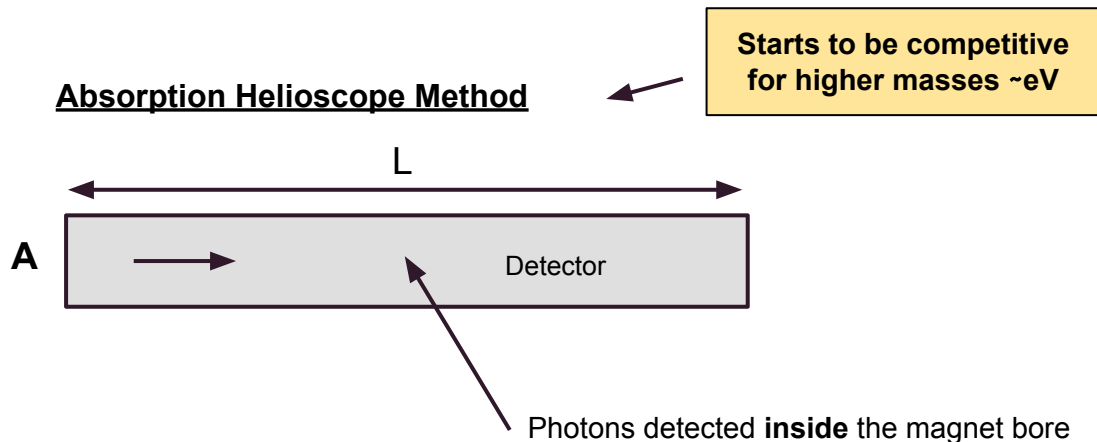 Starts to be competitive
for higher masses ~eV
Absorption Helioscope Method
L
A
Detector
Photons detected inside the magnet bore